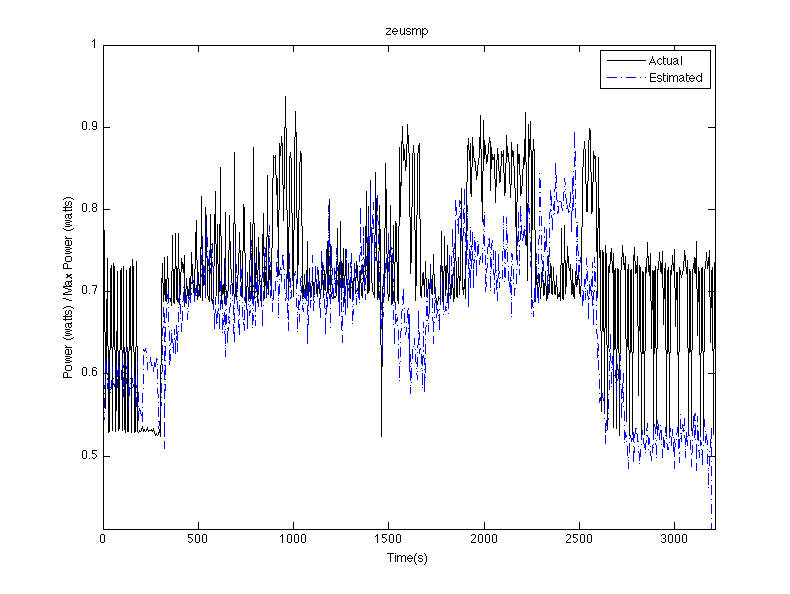 zeusmp
1
0.9
0.8
0.7
0.6
0.5
Power (watts) / Max Power (watts)
Actual
Estimated
0
500
1000
1500
2000
2500
3000
Time(s)